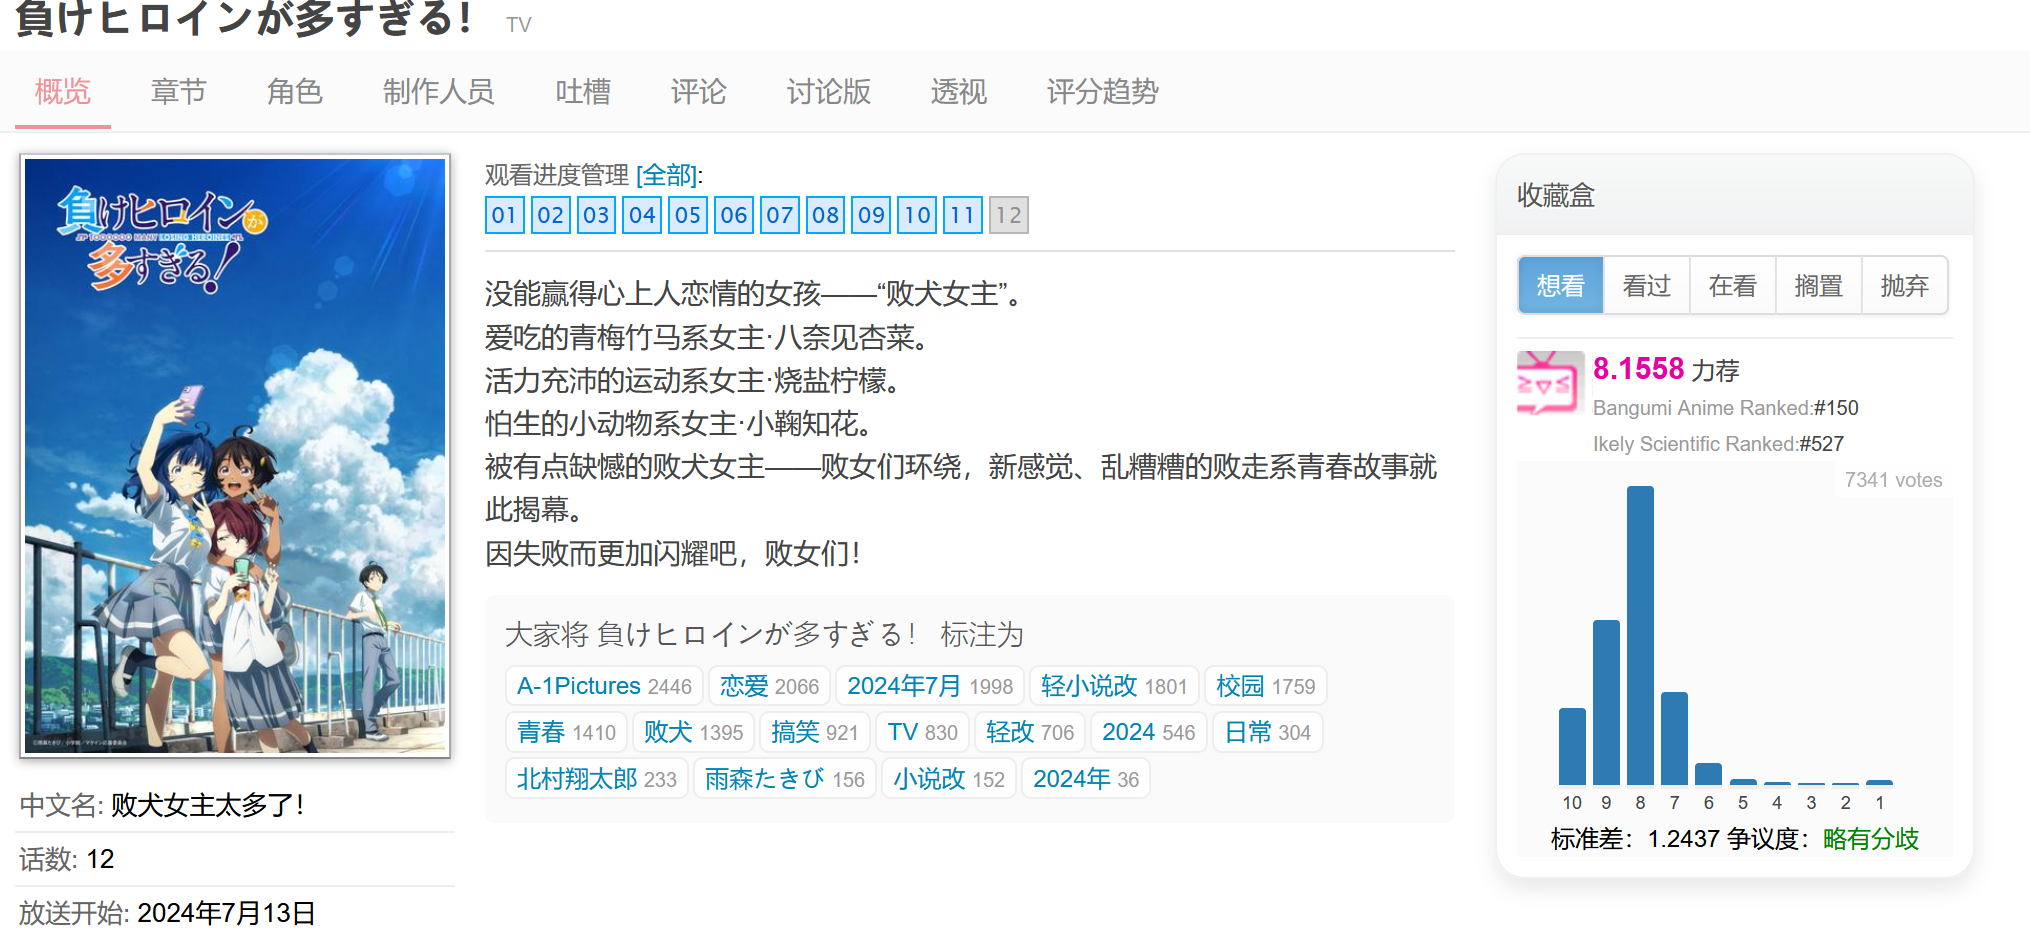 負けヒロインが多すぎる! TV
概览 章节 角色 制作人员 吐槽 评论 讨论版 透视 评分趋势
負けヒロインが
多すぎる!
中文名: 败犬女主太多了!
话数: 12
放送开始: 2024年7月13日
观看进度管理 [全部]:
01 02 03 04 05 06 07 08 09 10 11 12
没能赢得心上人恋情的女孩——“败犬女主”。
爱吃的青梅竹马系女主·八奈见杏菜。
活力充沛的运动系女主·烧盐柠檬。
怕生的小动物系女主·小鞠知花。
被有点缺憾的败犬女主——败女们环绕，新感觉、乱糟糟的败走系青春故事就
此揭幕。
因失败而更加闪耀吧，败女们！
大家将 負けヒロインが多すぎる! 标注为
A-1Pictures 2446 恋爱 2066 2024年7月 1998 轻小说改 1801 校园 1759
青春 1410 败犬 1395 搞笑 921 TV 830 轻改 706 2024 546 日常 304
北村翔太郎 233 雨森たきび 156 小说改 152 2024年 36
收藏盒
想看 看过 在看 搁置 抛弃
8.1558 力荐
Bangumi Anime Ranked:#150
Ikely Scientific Ranked:#527
7341 votes
10 9 8 7 6 5 4 3 2 1
标准差：1.2437 争议度：略有分歧